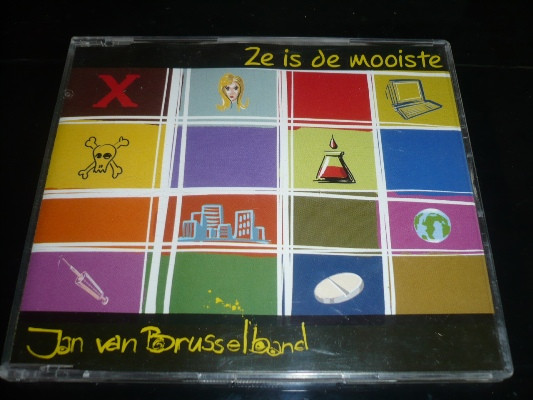 Ze is de mooiste
X
Jan van Brusselband